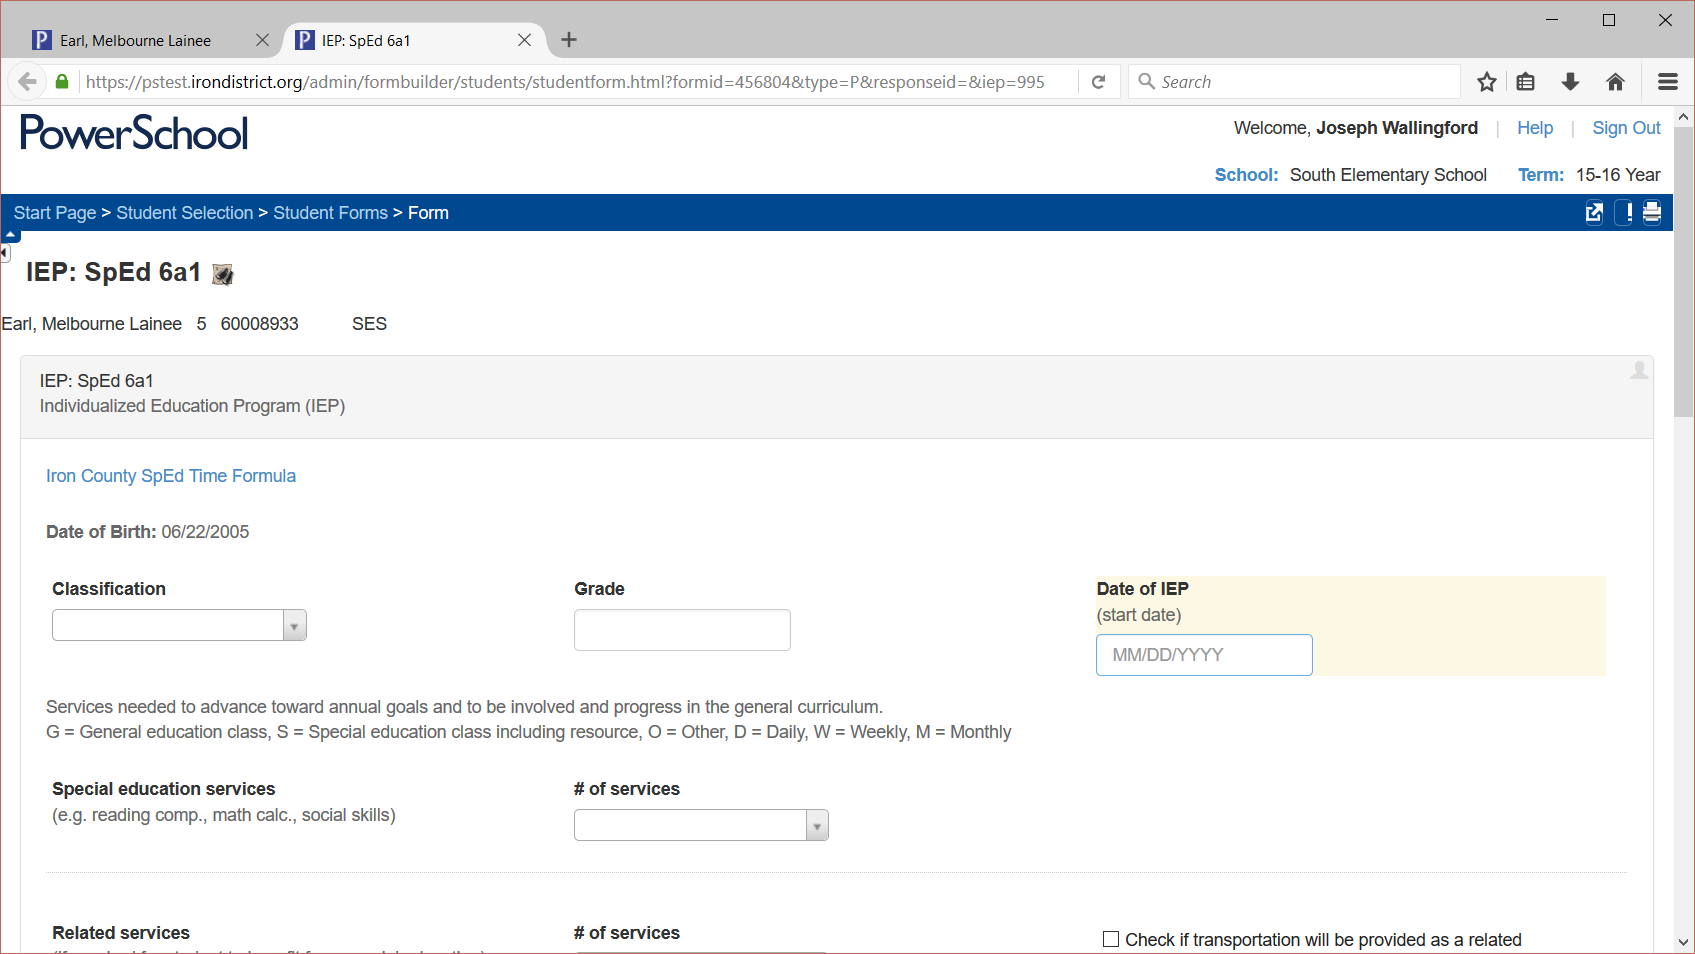 Earl, Melbourne Lainee
IEP: SpEd 6a1
https://pstest.irondistrict.org/admin/formbuilder/students/studentform.html?formid=456804&type=P&responseid=&iep=995
Search
PowerSchool
Welcome, Joseph Wallingford | Help | Sign Out
School: South Elementary School Term: 15-16 Year
Start Page > Student Selection > Student Forms > Form
IEP: SpEd 6a1
Earl, Melbourne Lainee 5 60008933 SES
IEP: SpEd 6a1
Individualized Education Program (IEP)
Iron County SpEd Time Formula
Date of Birth: 06/22/2005
Classification
Grade
Date of IEP
(start date)
MM/DD/YYYY
Services needed to advance toward annual goals and to be involved and progress in the general curriculum.
G = General education class, S = Special education class including resource, O = Other, D = Daily, W = Weekly, M = Monthly
Special education services
(e.g. reading comp., math calc., social skills)
# of services
Related services
# of services
Check if transportation will be provided as a related